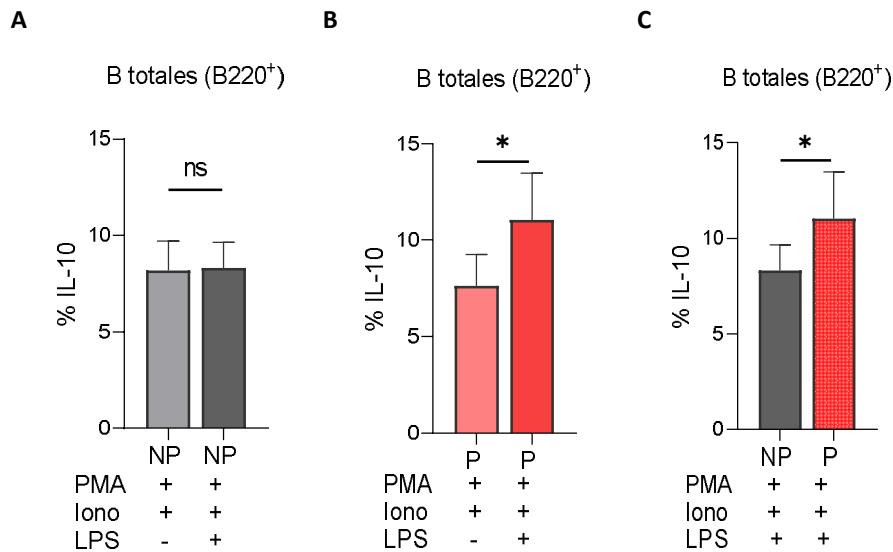 A
B totales (B220⁺)
15
10
5
0
% IL-10
ns
NP NP
PMA + +
Iono + +
LPS - +
B
B totales (B220⁺)
15
10
5
0
% IL-10
*
P P
PMA + +
Iono + +
LPS - +
C
B totales (B220⁺)
15
10
5
0
% IL-10
*
NP P
PMA + +
Iono + +
LPS + +